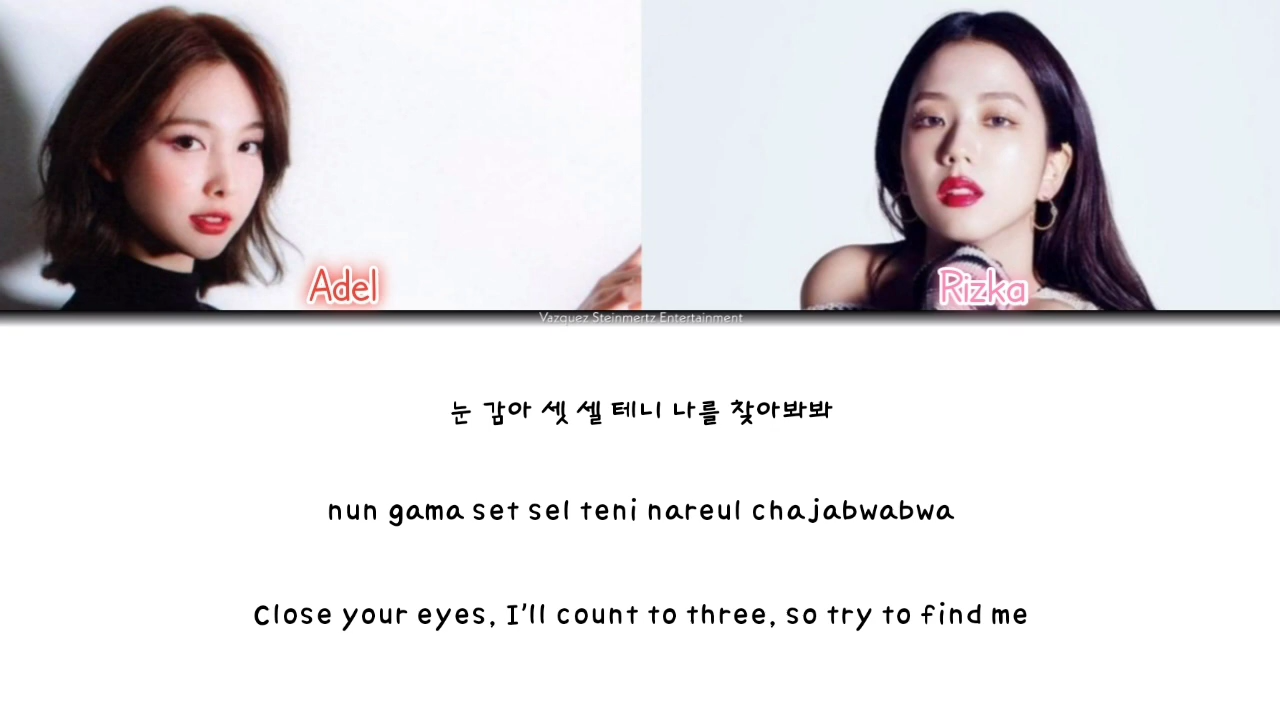 Adel
Rizka
Vazquez Steinmertz Entertainment
눈 감아 셋 셀 테니 나를 찾아봐봐
nun gama set sel teni nareul chajabwabwa
Close your eyes, I'll count to three, so try to find me